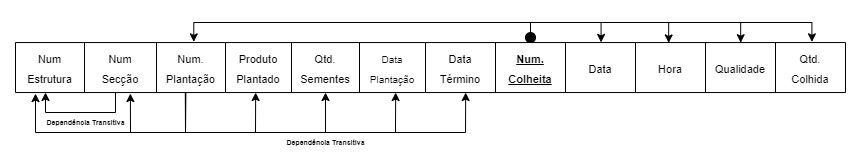 Num
Estrutura
Num
Secção
Num.
Plantação
Produto
Plantado
Qtd.
Sementes
Data
Plantação
Data
Término
Num.
Colheita
Data
Hora
Qualidade
Qtd.
Colhida
Dependência Transitiva
Dependência Transitiva